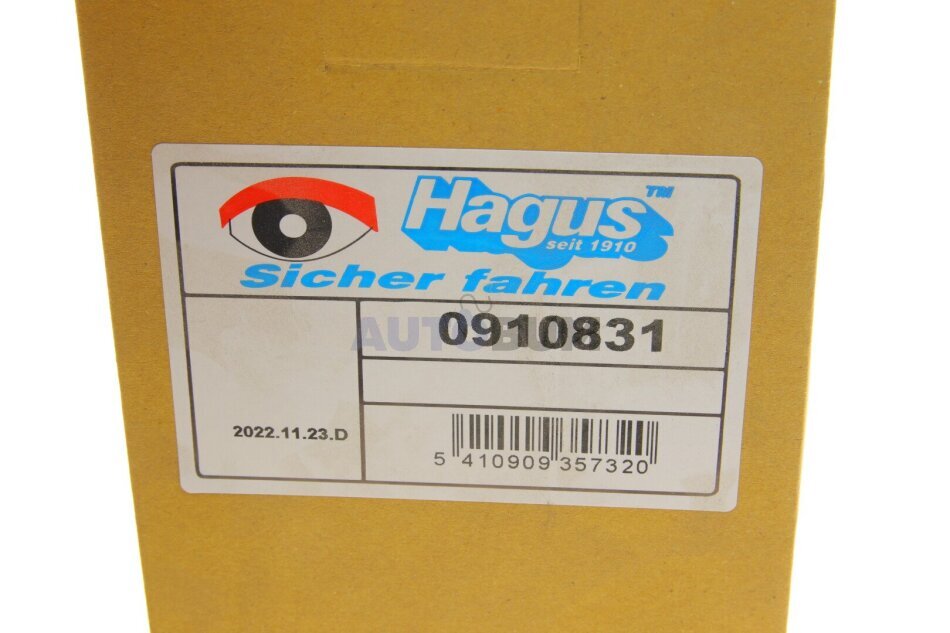 Hagus™
seit 1910
Sicher fahren
0910831
2022.11.23.D
5 410909 357320